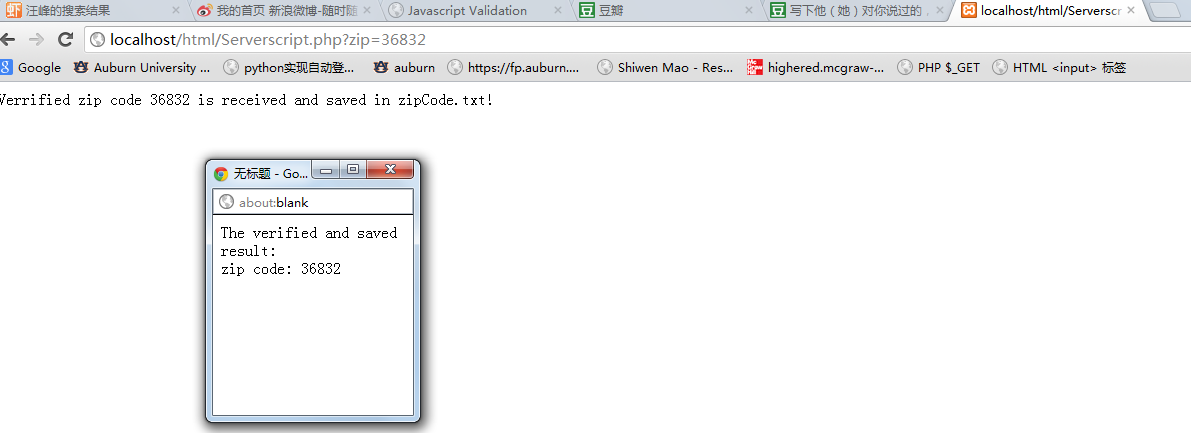 汪峰的搜索结果
我的首页 新浪微博-随时随
Javascript Validation
豆瓣
写下他（她）对你说过的，
localhost/html/Serverscr
localhost/html/Serverscript.php?zip=36832
Google
Auburn University ...
python实现自动登...
auburn
https://fp.auburn....
Shiwen Mao - Res...
highered.mcgraw-...
PHP $_GET
HTML <input> 标签
Verrified zip code 36832 is received and saved in zipCode.txt!
无标题 - Go...
about:blank
The verified and saved
result:
zip code: 36832